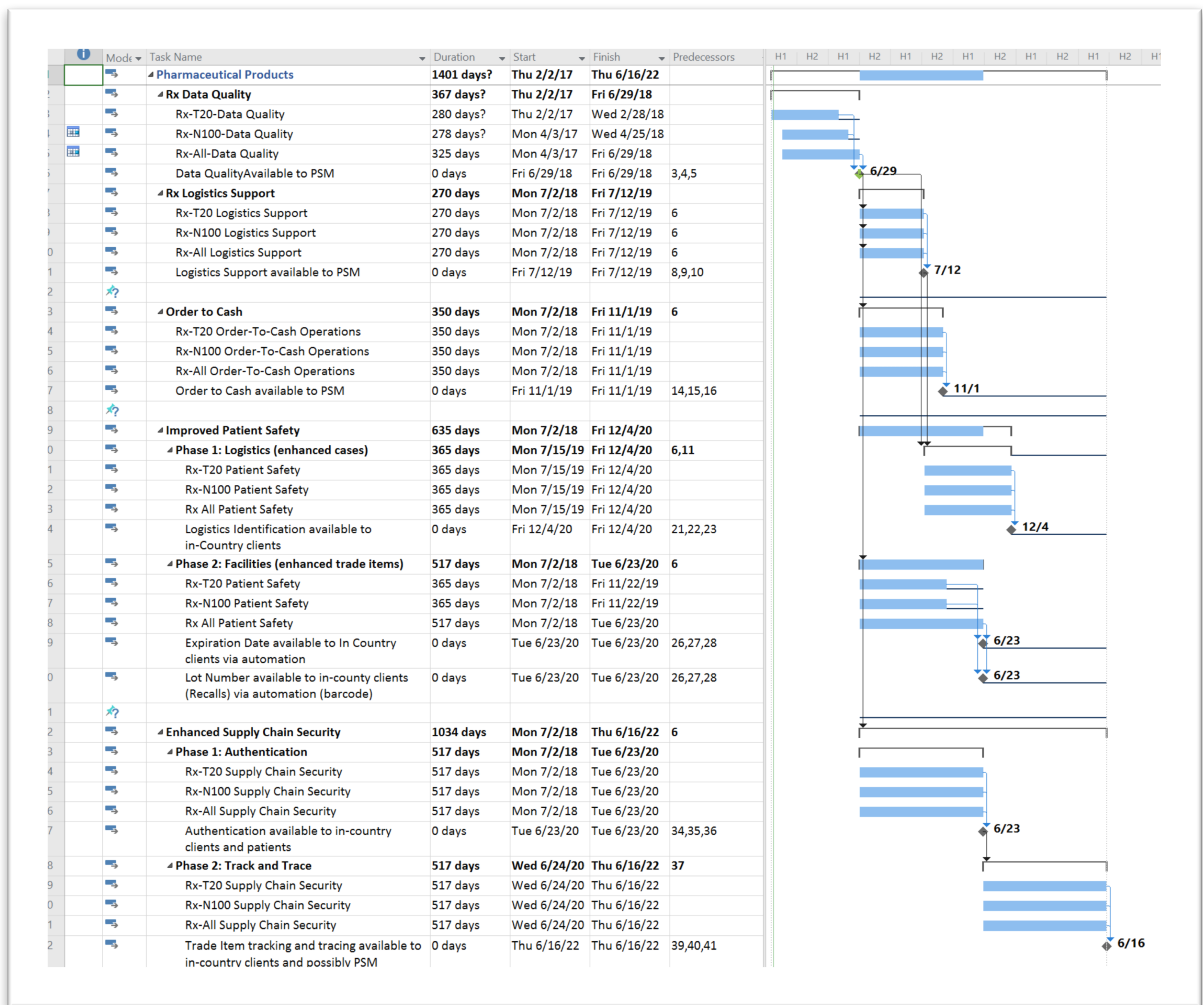 Mode Task Name Duration Start Finish Predecessors H1 H2 H1 H2 H1 H2 H1 H2 H1 H2 H1 H2
Pharmaceutical Products 1401 days? Thu 2/2/17 Thu 6/16/22
Rx Data Quality 367 days? Thu 2/2/17 Fri 6/29/18
Rx-T20-Data Quality 280 days? Thu 2/2/17 Wed 2/28/18
Rx-N100-Data Quality 278 days? Mon 4/3/17 Wed 4/25/18
Rx-All-Data Quality 325 days Mon 4/3/17 Fri 6/29/18
Data QualityAvailable to PSM 0 days Fri 6/29/18 Fri 6/29/18 3,4,5 6/29
Rx Logistics Support 270 days Mon 7/2/18 Fri 7/12/19
Rx-T20 Logistics Support 270 days Mon 7/2/18 Fri 7/12/19 6
Rx-N100 Logistics Support 270 days Mon 7/2/18 Fri 7/12/19 6
0 Rx-All Logistics Support 270 days Mon 7/2/18 Fri 7/12/19 6
1 Logistics Support available to PSM 0 days Fri 7/12/19 Fri 7/12/19 8,9,10 7/12
2 ?
3 Order to Cash 350 days Mon 7/2/18 Fri 11/1/19 6
4 Rx-T20 Order-To-Cash Operations 350 days Mon 7/2/18 Fri 11/1/19
5 Rx-N100 Order-To-Cash Operations 350 days Mon 7/2/18 Fri 11/1/19
6 Rx-All Order-To-Cash Operations 350 days Mon 7/2/18 Fri 11/1/19
7 Order to Cash available to PSM 0 days Fri 11/1/19 Fri 11/1/19 14,15,16 11/1
8 ?
9 Improved Patient Safety 635 days Mon 7/2/18 Fri 12/4/20
0 Phase 1: Logistics (enhanced cases) 365 days Mon 7/15/19 Fri 12/4/20 6,11
1 Rx-T20 Patient Safety 365 days Mon 7/15/19 Fri 12/4/20
2 Rx-N100 Patient Safety 365 days Mon 7/15/19 Fri 12/4/20
3 Rx All Patient Safety 365 days Mon 7/15/19 Fri 12/4/20
4 Logistics Identification available to 0 days Fri 12/4/20 Fri 12/4/20 21,22,23 12/4
in-Country clients
5 Phase 2: Facilities (enhanced trade items) 517 days Mon 7/2/18 Tue 6/23/20 6
6 Rx-T20 Patient Safety 365 days Mon 7/2/18 Fri 11/22/19
7 Rx-N100 Patient Safety 365 days Mon 7/2/18 Fri 11/22/19
8 Rx All Patient Safety 517 days Mon 7/2/18 Tue 6/23/20
9 Expiration Date available to In Country 0 days Tue 6/23/20 Tue 6/23/20 26,27,28 6/23
clients via automation
0 Lot Number available to in-county clients 0 days Tue 6/23/20 Tue 6/23/20 26,27,28 6/23
(Recalls) via automation (barcode)
1 ?
2 Enhanced Supply Chain Security 1034 days Mon 7/2/18 Thu 6/16/22 6
3 Phase 1: Authentication 517 days Mon 7/2/18 Tue 6/23/20
4 Rx-T20 Supply Chain Security 517 days Mon 7/2/18 Tue 6/23/20
5 Rx-N100 Supply Chain Security 517 days Mon 7/2/18 Tue 6/23/20
6 Rx-All Supply Chain Security 517 days Mon 7/2/18 Tue 6/23/20
7 Authentication available to in-country 0 days Tue 6/23/20 Tue 6/23/20 34,35,36 6/23
clients and patients
8 Phase 2: Track and Trace 517 days Wed 6/24/20 Thu 6/16/22 37
9 Rx-T20 Supply Chain Security 517 days Wed 6/24/20 Thu 6/16/22
0 Rx-N100 Supply Chain Security 517 days Wed 6/24/20 Thu 6/16/22
1 Rx-All Supply Chain Security 517 days Wed 6/24/20 Thu 6/16/22
2 Trade Item tracking and tracing available to 0 days Thu 6/16/22 Thu 6/16/22 39,40,41 6/16
in-country clients and possibly PSM